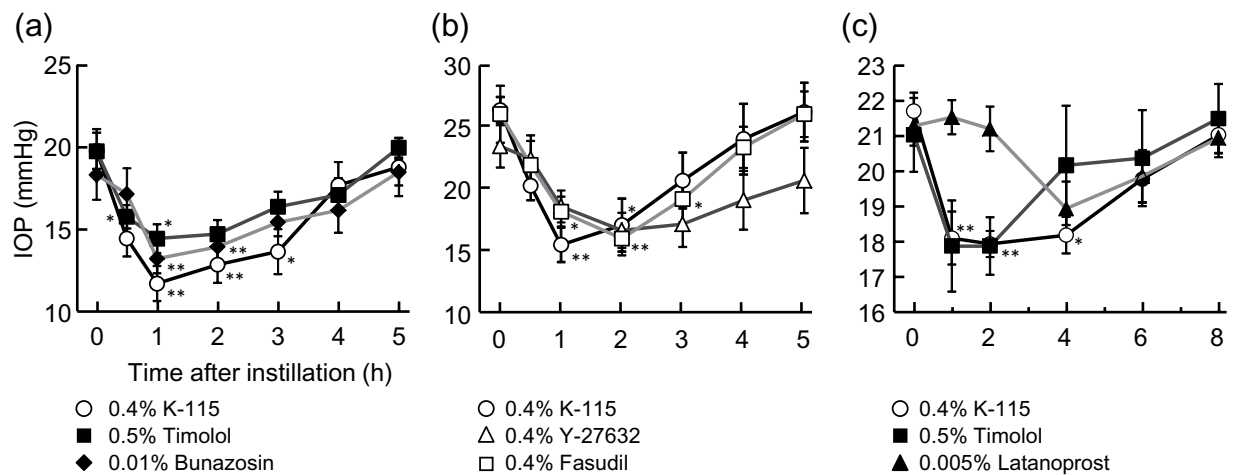 (a)
(b)
(c)
IOP (mmHg)
25
20
15
10
0 1 2 3 4 5
* * ** ** ** *
Time after instillation (h)
0.4% K-115
0.5% Timolol
0.01% Bunazosin
30
25
20
15
10
0 1 2 3 4 5
* ** * ** *
0.4% K-115
0.4% Y-27632
0.4% Fasudil
23
22
21
20
19
18
17
16
0 2 4 6 8
** ** *
0.4% K-115
0.5% Timolol
0.005% Latanoprost